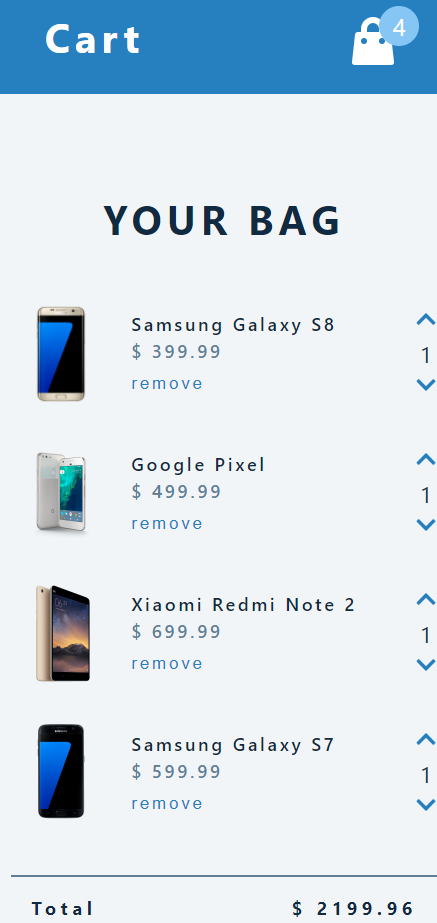 Cart
4
YOUR BAG
Samsung Galaxy S8
$ 399.99
1
remove
Google Pixel
$ 499.99
1
remove
Xiaomi Redmi Note 2
$ 699.99
1
remove
Samsung Galaxy S7
$ 599.99
1
remove
Total
$ 2199.96